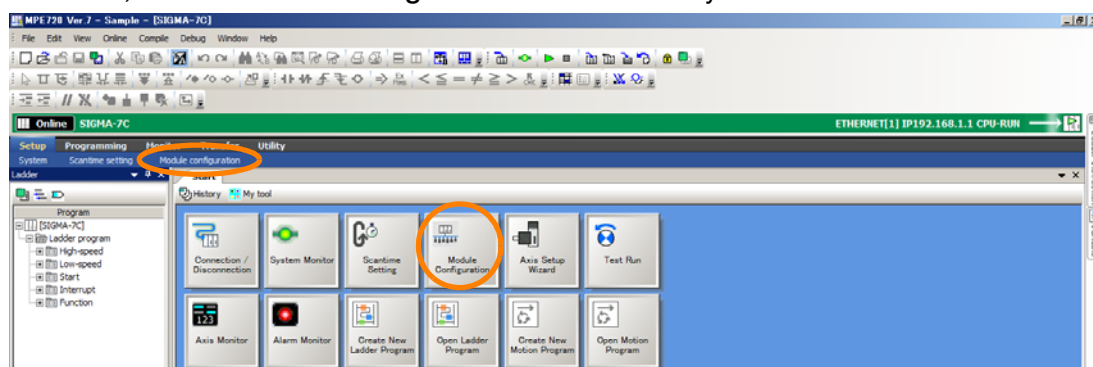 MPE720 Ver.7 - Sample - [SIGMA-7C]
File Edit View Online Compile Debug Window Help
Online SIGMA-7C ETHERNET[1] IP192.168.1.1 CPU-RUN
Setup Programming Utility
System Scantime setting Module configuration
Ladder
Start
History My tool
Program
[SIGMA-7C]
Ladder program
High-speed
Low-speed
Start
Interrupt
Function
Connection / Disconnection
System Monitor
Scantime Setting
Module Configuration
Axis Setup Wizard
Test Run
123
Axis Monitor
Alarm Monitor
Create New Ladder Program
Open Ladder Program
Create New Motion Program
Open Motion Program